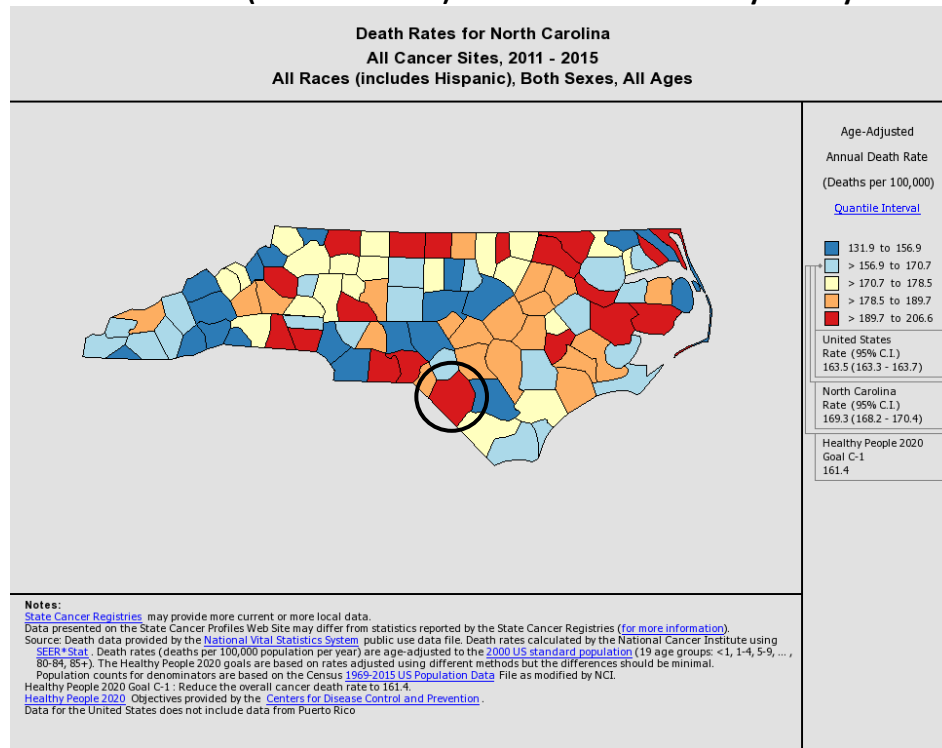 Death Rates for North Carolina
All Cancer Sites, 2011 - 2015
All Races (includes Hispanic), Both Sexes, All Ages
Age-Adjusted
Annual Death Rate
(Deaths per 100,000)
Quantile Interval
131.9 to 156.9
> 156.9 to 170.7
> 170.7 to 178.5
> 178.5 to 189.7
> 189.7 to 206.6
United States
Rate (95% C.I.)
163.5 (163.3 - 163.7)
North Carolina
Rate (95% C.I.)
169.3 (168.2 - 170.4)
Healthy People 2020
Goal C-1
161.4
Notes:
State Cancer Registries may provide more current or more local data.
Data presented on the State Cancer Profiles Web Site may differ from statistics reported by the State Cancer Registries (for more information).
Source: Death data provided by the National Vital Statistics System public use data file. Death rates calculated by the National Cancer Institute using
SEER*Stat . Death rates (deaths per 100,000 population per year) are age-adjusted to the 2000 US standard population (19 age groups: <1, 1-4, 5-9, ... ,
80-84, 85+). The Healthy People 2020 goals are based on rates adjusted using different methods but the differences should be minimal.
Population counts for denominators are based on the Census 1969-2015 US Population Data File as modified by NCI.
Healthy People 2020 Goal C-1 : Reduce the overall cancer death rate to 161.4.
Healthy People 2020 Objectives provided by the Centers for Disease Control and Prevention .
Data for the United States does not include data from Puerto Rico